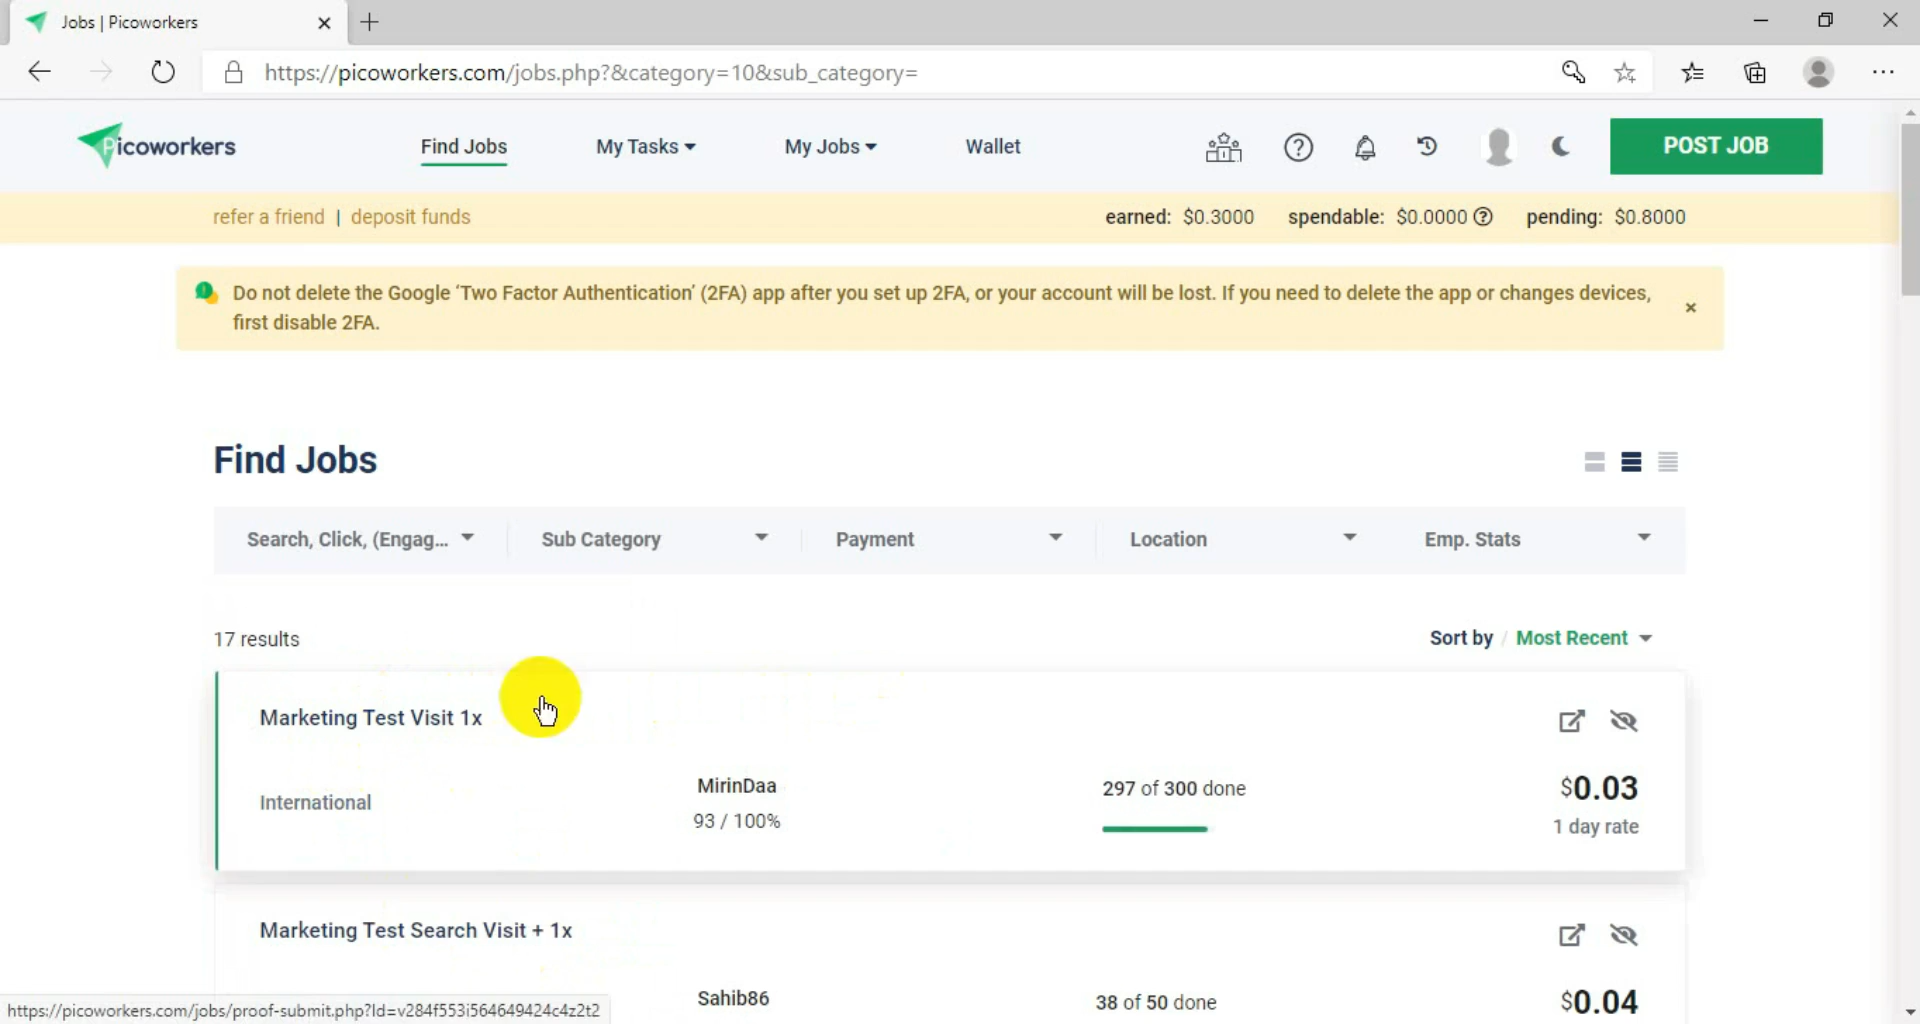 Jobs | Picoworkers
https://picoworkers.com/jobs.php?&category=10&sub_category=
Picoworkers
Find Jobs
My Tasks
My Jobs
Wallet
POST JOB
refer a friend | deposit funds
earned: $0.3000 spendable: $0.0000 pending: $0.8000
Do not delete the Google ‘Two Factor Authentication’ (2FA) app after you set up 2FA, or your account will be lost. If you need to delete the app or changes devices,
first disable 2FA.
Find Jobs
Search, Click, (Engag...
Sub Category
Payment
Location
Emp. Stats
17 results
Sort by / Most Recent
Marketing Test Visit 1x
International
MirinDaa
93 / 100%
297 of 300 done
$0.03
1 day rate
Marketing Test Search Visit + 1x
Sahib86
38 of 50 done
$0.04
https://picoworkers.com/jobs/proof-submit.php?Id=v284f553i564649424c4z2t2